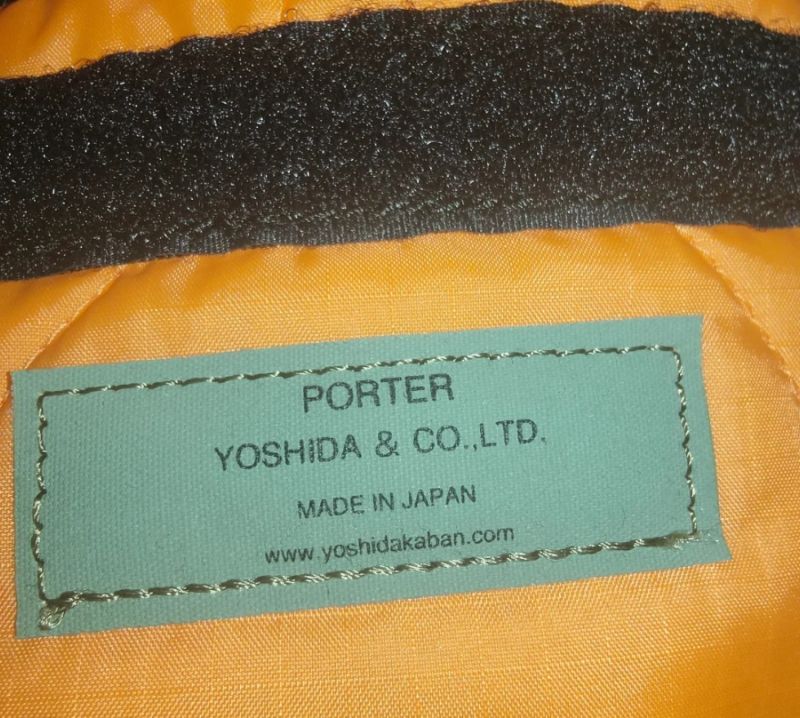 PORTER
YOSHIDA & CO.,LTD.
MADE IN JAPAN
www.yoshidakaban.com